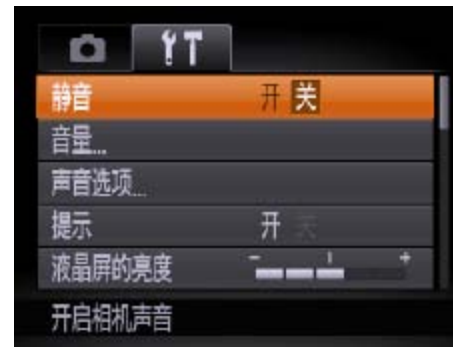 静音 开 关
音量...
声音选项...
提示 开 关
液晶屏的亮度
开启相机声音